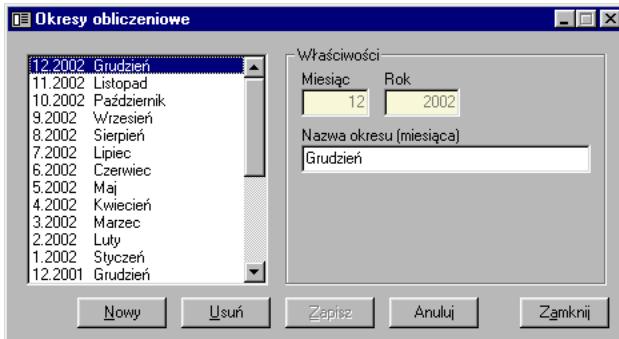 Okresy obliczeniowe
12.2002 Grudzień
11.2002 Listopad
10.2002 Październik
9.2002 Wrzesień
8.2002 Sierpień
7.2002 Lipiec
6.2002 Czerwiec
5.2002 Maj
4.2002 Kwiecień
3.2002 Marzec
2.2002 Luty
1.2002 Styczeń
12.2001 Grudzień
Właściwości
Miesiąc Rok
12 2002
Nazwa okresu (miesiąca)
Grudzień
Nowy Usuń Zapisz Anuluj Zamknij